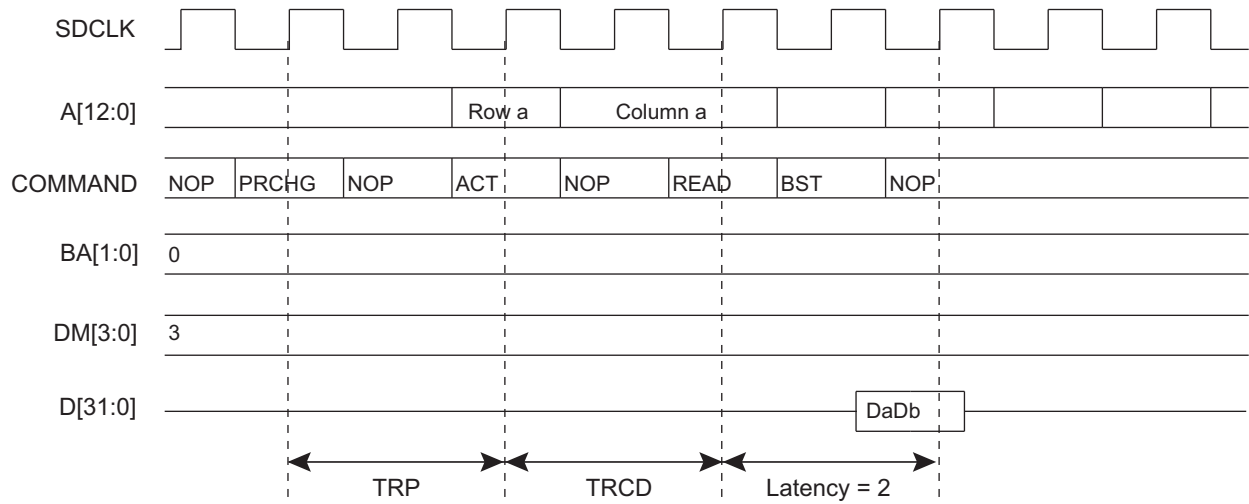 SDCLK
A[12:0] Row a Column a
COMMAND NOP PRCHG NOP ACT NOP READ BST NOP
BA[1:0] 0
DM[3:0] 3
D[31:0] DaDb
TRP TRCD Latency = 2